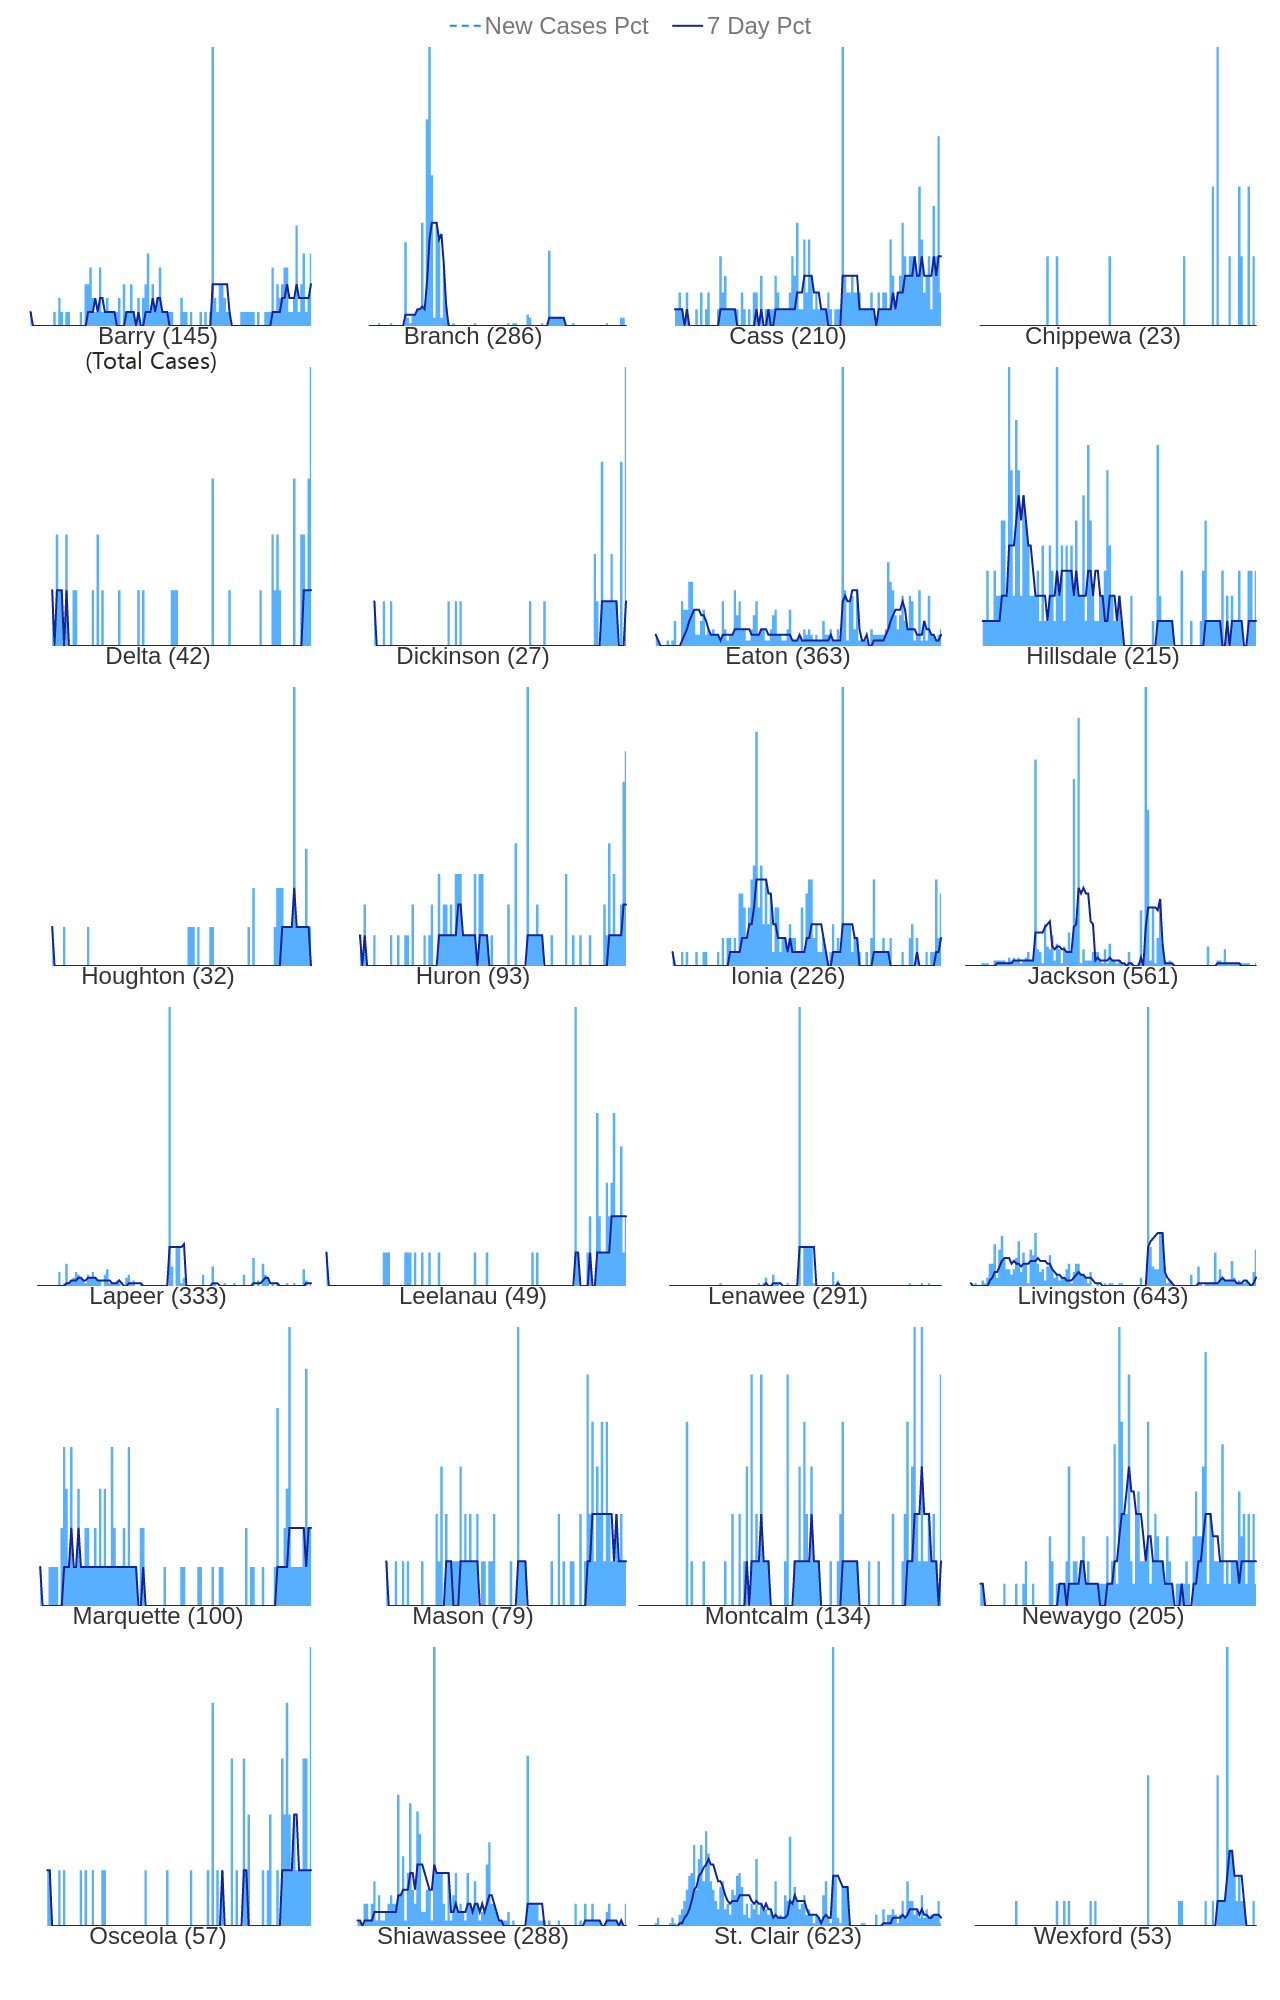 New Cases Pct 7 Day Pct
Barry (145) Branch (286) Cass (210) Chippewa (23)
(Total Cases)
Delta (42) Dickinson (27) Eaton (363) Hillsdale (215)
Houghton (32) Huron (93) Ionia (226) Jackson (561)
Lapeer (333) Leelanau (49) Lenawee (291) Livingston (643)
Marquette (100) Mason (79) Montcalm (134) Newaygo (205)
Osceola (57) Shiawassee (288) St. Clair (623) Wexford (53)